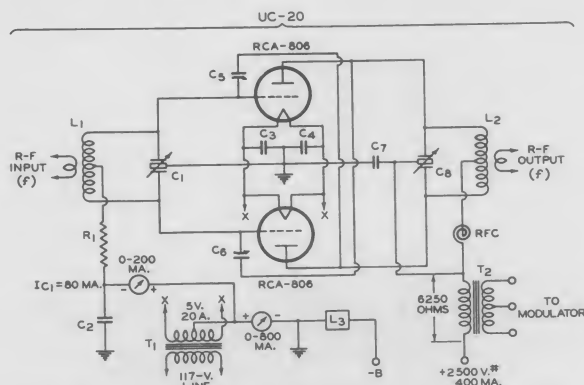 UC-20
RCA-806
C5
L1
C3 C4
L2
C7
R-F INPUT (f)
C1
C8
R-F OUTPUT (f)
X X
R1
C6
RFC
0-200 MA.
RCA-806
T2
IC1=80 MA.
- +
X 5V. 20A. X
+ -
6250 OHMS
TO MODULATOR
C2
T1
0-800 MA.
L3
117-V. LINE
-B
+2500 V.# 400 MA.